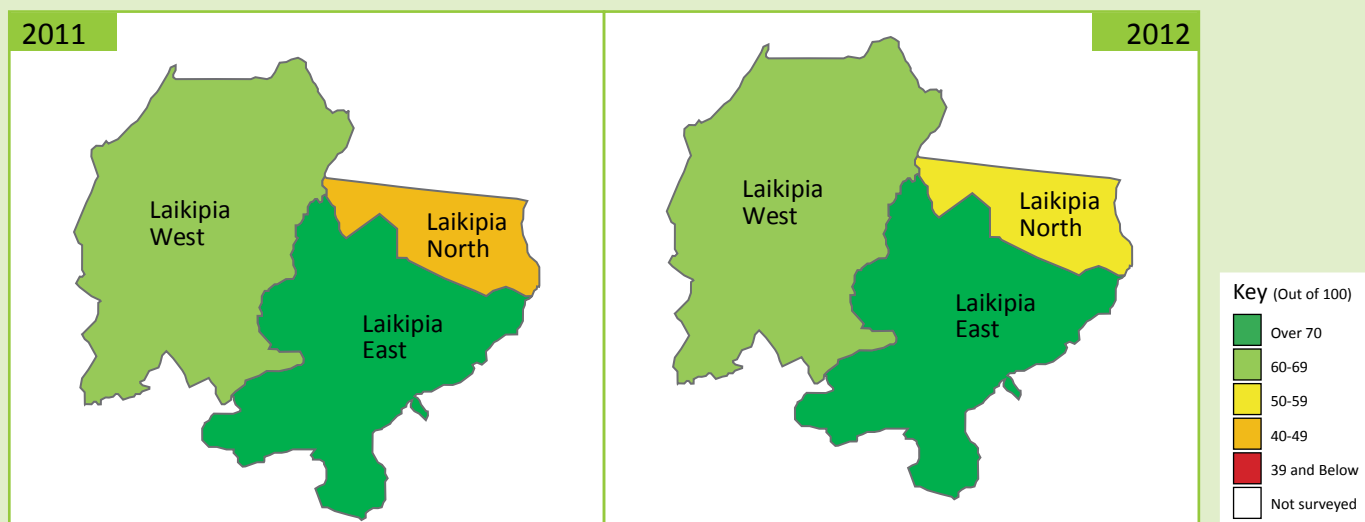 2011
Laikipia
West
Laikipia
North
Laikipia
East
2012
Laikipia
West
Laikipia
North
Laikipia
East
Key (Out of 100)
Over 70
60-69
50-59
40-49
39 and Below
Not surveyed